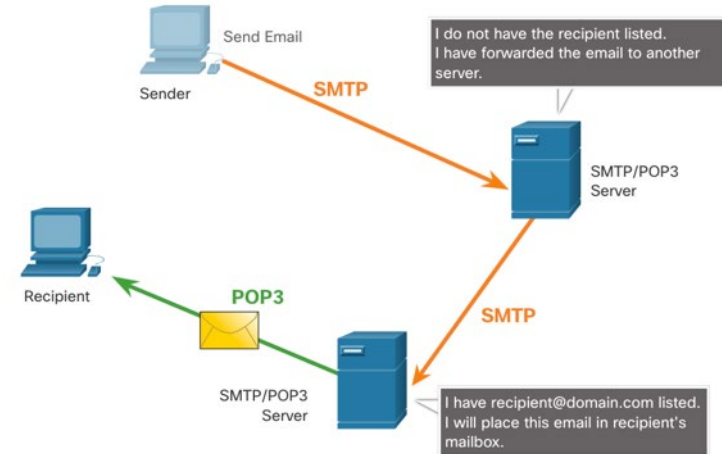 Send Email
Sender
SMTP
I do not have the recipient listed.
I have forwarded the email to another
server.
SMTP/POP3
Server
Recipient
POP3
SMTP
SMTP/POP3
Server
I have recipient@domain.com listed.
I will place this email in recipient's
mailbox.